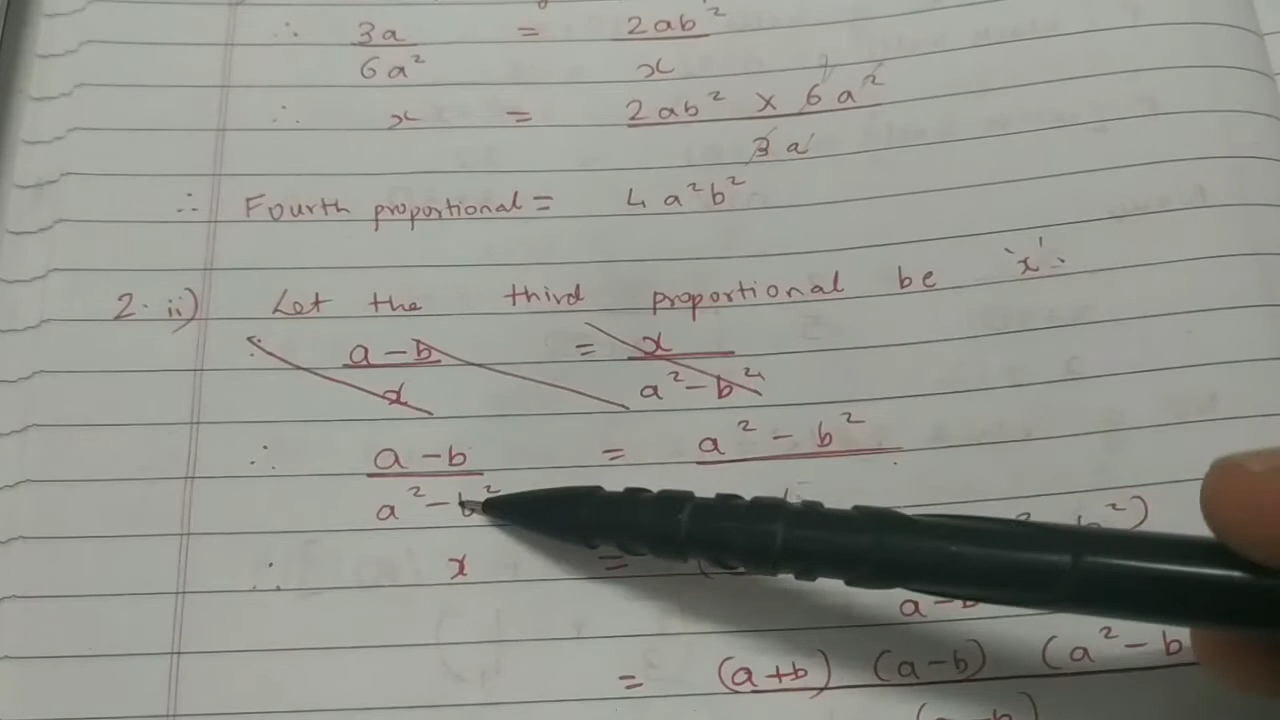 ∴ 3a / 6a² = 2ab² / x
∴ x = 2ab² × 6a² / 3a
∴ Fourth proportional = 4a²b²
2. ii) Let the third proportional be 'x'.
∴ a-b / x = x / a²-b²
∴ a-b / a²-b² = a²-b²
∴ x =
b²)
a-b
= (a+b) (a-b) (a²-b